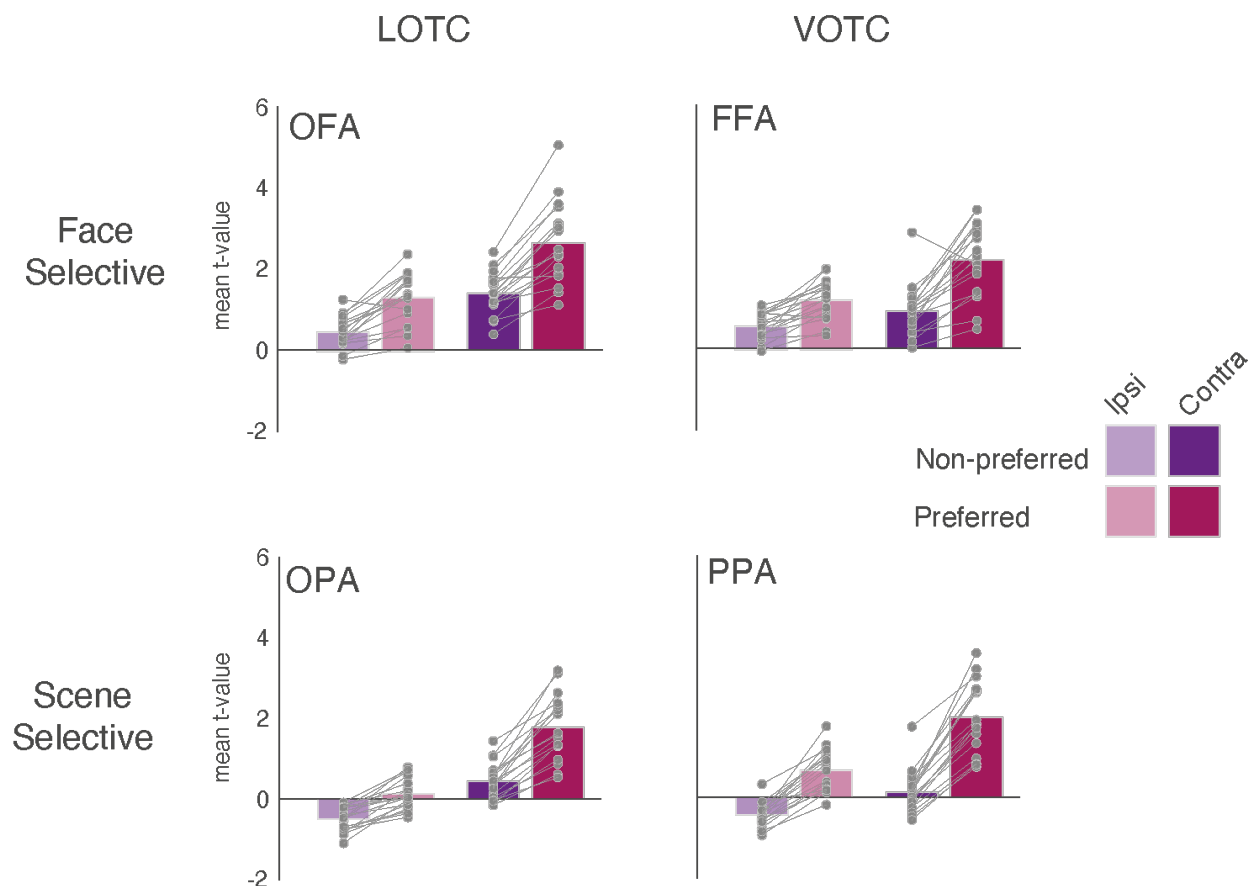 LOTC
VOTC
OFA
FFA
6
4
2
0
-2
mean t-value
Face
Selective
Ipsi
Contra
Non-preferred
Preferred
OPA
PPA
6
4
2
0
-2
mean t-value
Scene
Selective